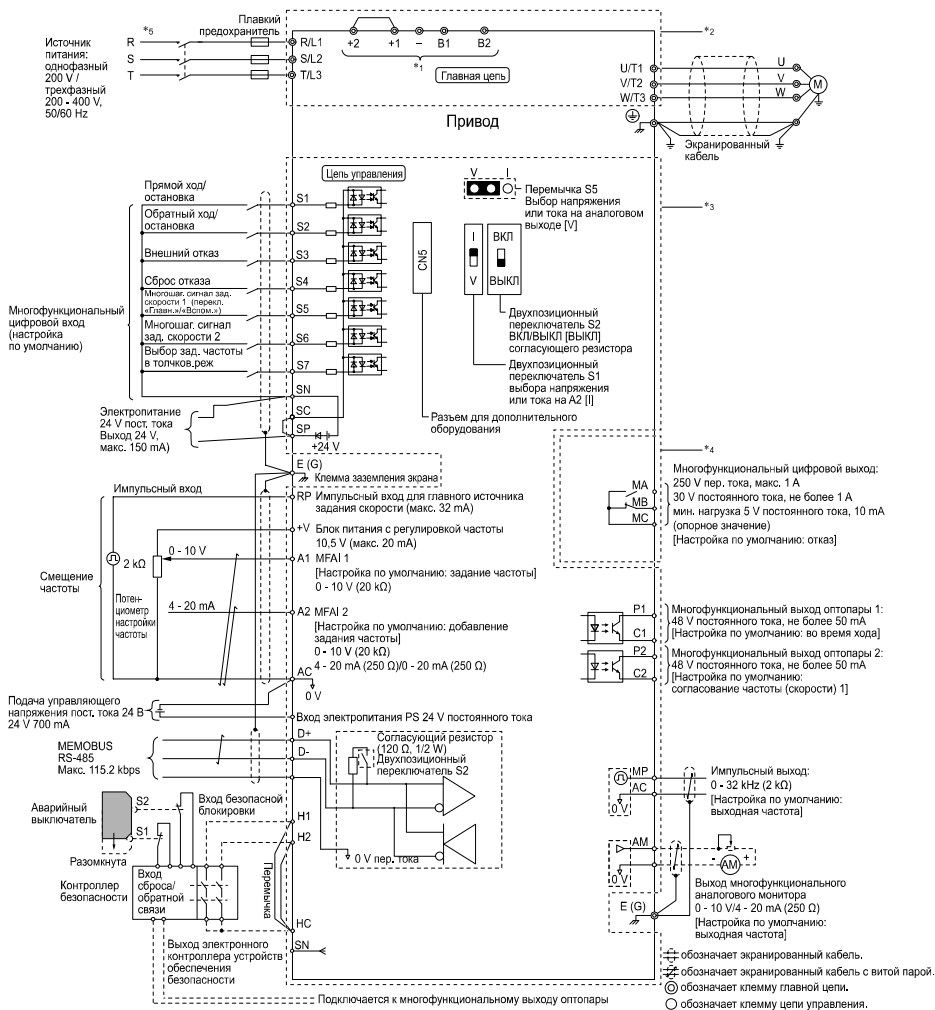 Плавкий
предохранитель
*5
Источник
питания:
однофазный
200 V /
трехфазный
200 - 400 V,
50/60 Hz
R
S
T
R/L1
S/L2
T/L3
+2
+1
–
B1
B2
*1
Главная цепь
*2
U/T1
V/T2
W/T3
U
V
W
M
Привод
Экранированный
кабель
Цепь управления
Прямой ход/
остановка
Обратный ход/
остановка
Внешний отказ
Сброс отказа
Многошаг. сигнал зад.
скорости 1 (перекл.
«Главн.»/«Вспом.»)
Многошаг. сигнал
зад. скорости 2
Выбор зад. частоты
в толчков.реж
Многофункциональный
цифровой вход
(настройка
по умолчанию)
S1
S2
S3
S4
S5
S6
S7
SN
SC
SP
+24 V
Электропитание
24 V пост. тока
Выход 24 V,
макс. 150 mA)
CN5
V
I
Перемычка S5
Выбор напряжения
или тока на аналоговом
выходе [V]
*3
I
V
ВКЛ
ВЫКЛ
Двухпозиционный
переключатель S2
ВКЛ/ВЫКЛ [ВЫКЛ]
согласующего резистора
Двухпозиционный
переключатель S1
выбора напряжения
или тока на A2 [I]
Разъем для дополнительного
оборудования
E (G)
Клемма заземления экрана
*4
MA
MB
MC
Многофункциональный цифровой выход:
250 V пер. тока, макс. 1 A
30 V постоянного тока, не более 1 A
мин. нагрузка 5 V постоянного тока, 10 mA
(опорное значение)
[Настройка по умолчанию: отказ]
Импульсный вход
RP
Импульсный вход для главного источника
задания скорости (макс. 32 mA)
+V
Блок питания с регулировкой частоты
10,5 V (макс. 20 mA)
2 kΩ
0 - 10 V
A1
MFAI 1
[Настройка по умолчанию: задание частоты]
0 - 10 V (20 kΩ)
Смещение
частоты
Потен-
циометр
настройки
частоты
4 - 20 mA
A2
MFAI 2
[Настройка по умолчанию: добавление
задания частоты]
0 - 10 V (20 kΩ)
4 - 20 mA (250 Ω)/0 - 20 mA (250 Ω)
AC
0 V
P1
C1
P2
C2
Многофункциональный выход оптопары 1:
48 V постоянного тока, не более 50 mA
[Настройка по умолчанию: во время хода]
Многофункциональный выход оптопары 2:
48 V постоянного тока, не более 50 mA
[Настройка по умолчанию:
согласование частоты (скорости) 1]
Подача управляющего
напряжения пост. тока 24 В
24 V 700 mA
Вход электропитания PS 24 V постоянного тока
MEMOBUS
RS-485
Макс. 115.2 kbps
D+
D-
Согласующий резистор
(120 Ω, 1/2 W)
Двухпозиционный
переключатель S2
0 V пер. тока
MP
AC
0 V
Импульсный выход:
0 - 32 kHz (2 kΩ)
[Настройка по умолчанию:
выходная частота]
AM
0 V
-
+
AM
Выход многофункционального
аналогового монитора
0 - 10 V/4 - 20 mA (250 Ω)
[Настройка по умолчанию:
выходная частота]
E (G)
Аварийный
выключатель
S2
S1
Разомкнута
Вход безопасной
блокировки
H1
H2
Перемычка
HC
SN
Контроллер
безопасности
Вход
сброса/
обратной
связи
Выход электронного
контроллера устройств
обеспечения
безопасности
Подключается к многофункциональному выходу оптопары
обозначает экранированный кабель.
обозначает экранированный кабель с витой парой.
обозначает клемму главной цепи.
обозначает клемму цепи управления.